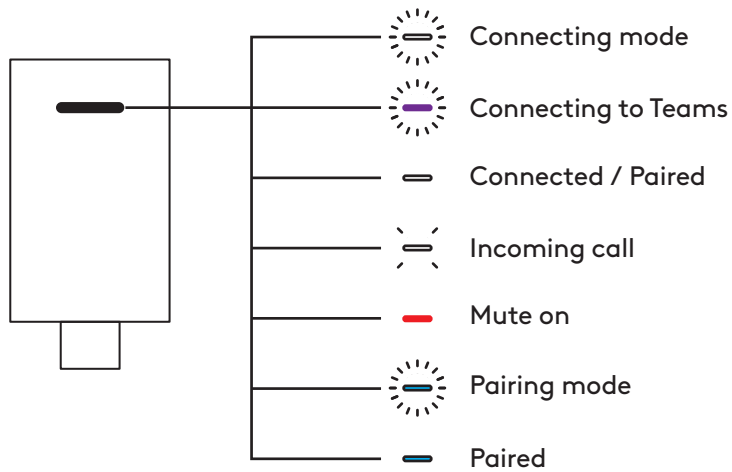 Connecting mode
Connecting to Teams
Connected / Paired
Incoming call
Mute on
Pairing mode
Paired